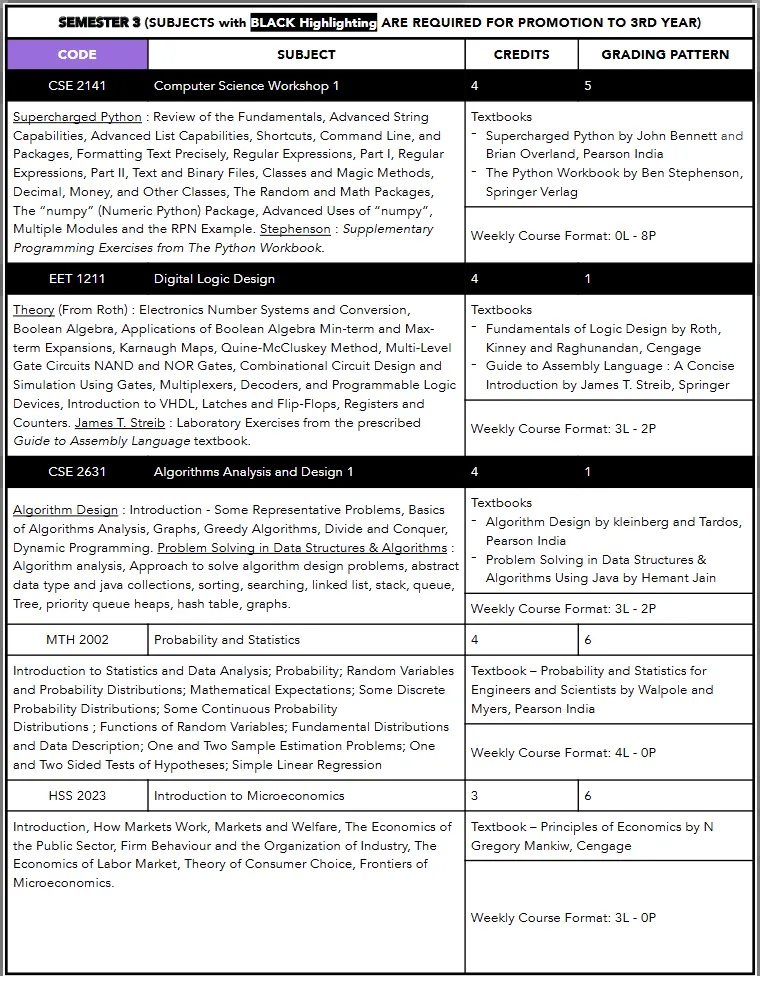 SEMESTER 3 (SUBJECTS with BLACK Highlighting ARE REQUIRED FOR PROMOTION TO 3RD YEAR)
CODE SUBJECT CREDITS GRADING PATTERN
CSE 2141 Computer Science Workshop 1 4 5
Supercharged Python : Review of the Fundamentals, Advanced String
Capabilities, Advanced List Capabilities, Shortcuts, Command Line, and
Packages, Formatting Text Precisely, Regular Expressions, Part I, Regular
Expressions, Part II, Text and Binary Files, Classes and Magic Methods,
Decimal, Money, and Other Classes, The Random and Math Packages,
The “numpy” (Numeric Python) Package, Advanced Uses of “numpy”,
Multiple Modules and the RPN Example. Stephenson : Supplementary
Programming Exercises from The Python Workbook.
Textbooks
- Supercharged Python by John Bennett and
Brian Overland, Pearson India
- The Python Workbook by Ben Stephenson,
Springer Verlag
Weekly Course Format: 0L - 8P
EET 1211 Digital Logic Design 4 1
Theory (From Roth) : Electronics Number Systems and Conversion,
Boolean Algebra, Applications of Boolean Algebra Min-term and Max-
term Expansions, Karnaugh Maps, Quine-McCluskey Method, Multi-Level
Gate Circuits NAND and NOR Gates, Combinational Circuit Design and
Simulation Using Gates, Multiplexers, Decoders, and Programmable Logic
Devices, Introduction to VHDL, Latches and Flip-Flops, Registers and
Counters. James T. Streib : Laboratory Exercises from the prescribed
Guide to Assembly Language textbook.
Textbooks
- Fundamentals of Logic Design by Roth,
Kinney and Raghunandan, Cengage
- Guide to Assembly Language : A Concise
Introduction by James T. Streib, Springer
Weekly Course Format: 3L - 2P
CSE 2631 Algorithms Analysis and Design 1 4 1
Algorithm Design : Introduction - Some Representative Problems, Basics
of Algorithms Analysis, Graphs, Greedy Algorithms, Divide and Conquer,
Dynamic Programming. Problem Solving in Data Structures & Algorithms :
Algorithm analysis, Approach to solve algorithm design problems, abstract
data type and java collections, sorting, searching, linked list, stack, queue,
Tree, priority queue heaps, hash table, graphs.
Textbooks
- Algorithm Design by kleinberg and Tardos,
Pearson India
- Problem Solving in Data Structures &
Algorithms Using Java by Hemant Jain
Weekly Course Format: 3L - 2P
MTH 2002 Probability and Statistics 4 6
Introduction to Statistics and Data Analysis; Probability; Random Variables
and Probability Distributions; Mathematical Expectations; Some Discrete
Probability Distributions; Some Continuous Probability
Distributions ; Functions of Random Variables; Fundamental Distributions
and Data Description; One and Two Sample Estimation Problems; One
and Two Sided Tests of Hypotheses; Simple Linear Regression
Textbook – Probability and Statistics for
Engineers and Scientists by Walpole and
Myers, Pearson India
Weekly Course Format: 4L - 0P
HSS 2023 Introduction to Microeconomics 3 6
Introduction, How Markets Work, Markets and Welfare, The Economics of
the Public Sector, Firm Behaviour and the Organization of Industry, The
Economics of Labor Market, Theory of Consumer Choice, Frontiers of
Microeconomics.
Textbook – Principles of Economics by N
Gregory Mankiw, Cengage
Weekly Course Format: 3L - 0P